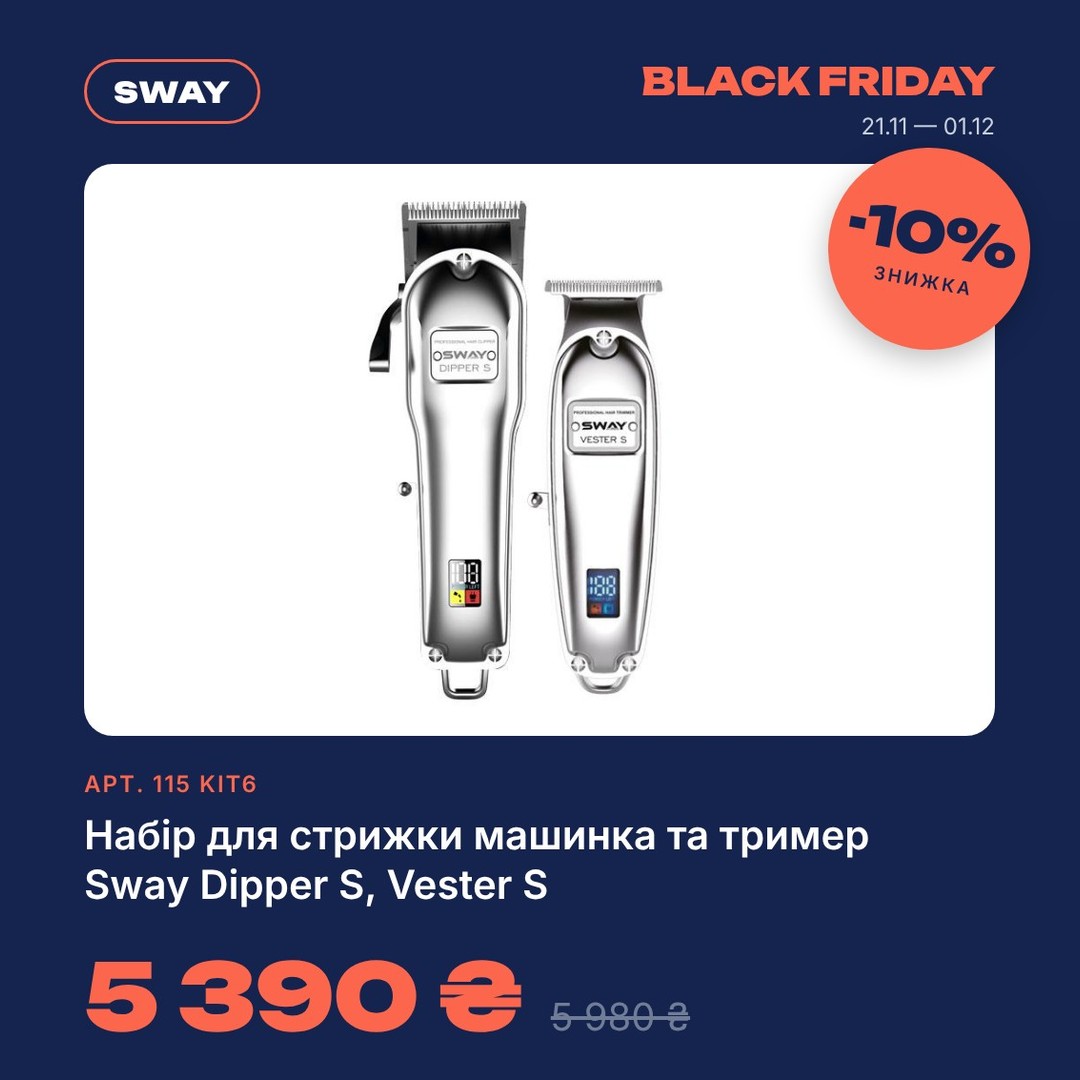 SWAY
BLACK FRIDAY
21.11 — 01.12
-10%
ЗНИЖКА
PROFESSIONAL HAIR CLIPPER
SWAY
DIPPER S
PROFESSIONAL HAIR TRIMMER
SWAY
VESTER S
188
АРТ. 115 KIT6
Набір для стрижки машинка та тример
Sway Dipper S, Vester S
5 390 ₴
5 980 ₴